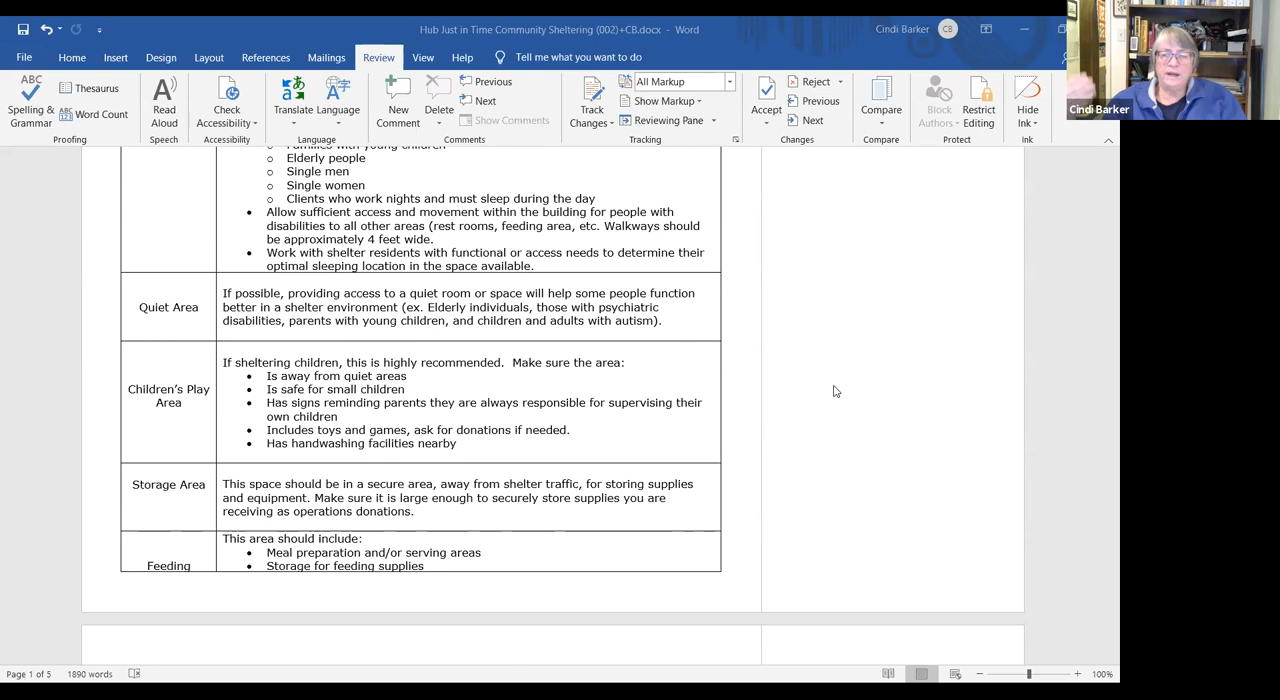 Hub Just in Time Community Sheltering (002)+CB.docx - Word
Cindi Barker
CB
File
Home
Insert
Design
Layout
References
Mailings
Review
View
Help
Tell me what you want to do
ABC
Spelling &
Grammar
Thesaurus
ABC
123
Word Count
Proofing
Read
Aloud
Speech
Check
Accessibility
Accessibility
Translate
Language
Language
New
Comment
Delete
Previous
Next
Show Comments
Comments
Track
Changes
All Markup
Show Markup
Reviewing Pane
Tracking
Accept
Reject
Previous
Next
Changes
Compare
Compare
Block
Authors
Restrict
Editing
Protect
Hide
Ink
Ink
Cindi Barker
o Families with young children
o Elderly people
o Single men
o Single women
o Clients who work nights and must sleep during the day
• Allow sufficient access and movement within the building for people with
disabilities to all other areas (rest rooms, feeding area, etc. Walkways should
be approximately 4 feet wide.
• Work with shelter residents with functional or access needs to determine their
optimal sleeping location in the space available.
Quiet Area
If possible, providing access to a quiet room or space will help some people function
better in a shelter environment (ex. Elderly individuals, those with psychiatric
disabilities, parents with young children, and children and adults with autism).
Children's Play
Area
If sheltering children, this is highly recommended.  Make sure the area:
• Is away from quiet areas
• Is safe for small children
• Has signs reminding parents they are always responsible for supervising their
own children
• Includes toys and games, ask for donations if needed.
• Has handwashing facilities nearby
Storage Area
This space should be in a secure area, away from shelter traffic, for storing supplies
and equipment. Make sure it is large enough to securely store supplies you are
receiving as operations donations.
Feeding
This area should include:
• Meal preparation and/or serving areas
• Storage for feeding supplies
Page 1 of 5
1890 words
100%